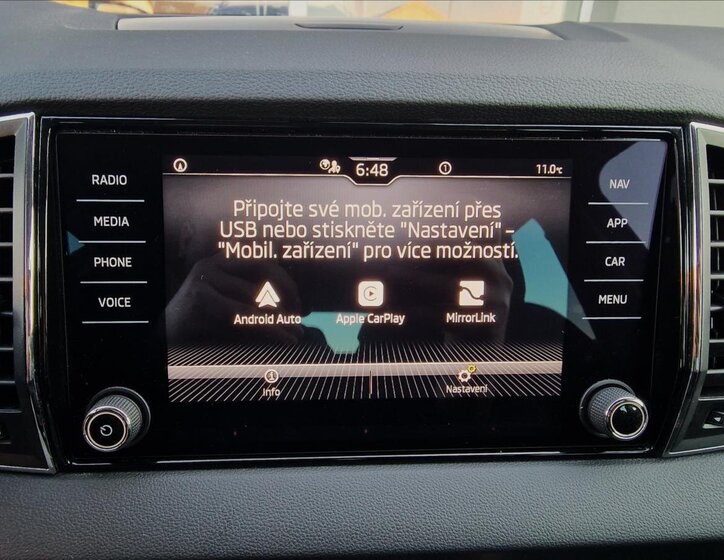 6:48
1
11.0°C
RADIO
MEDIA
PHONE
VOICE
Připojte své mob. zařízení přes
USB nebo stiskněte "Nastavení" –
"Mobil. zařízení" pro více možností.
Android Auto
Apple CarPlay
MirrorLink
Info
Nastavení
NAV
APP
CAR
MENU